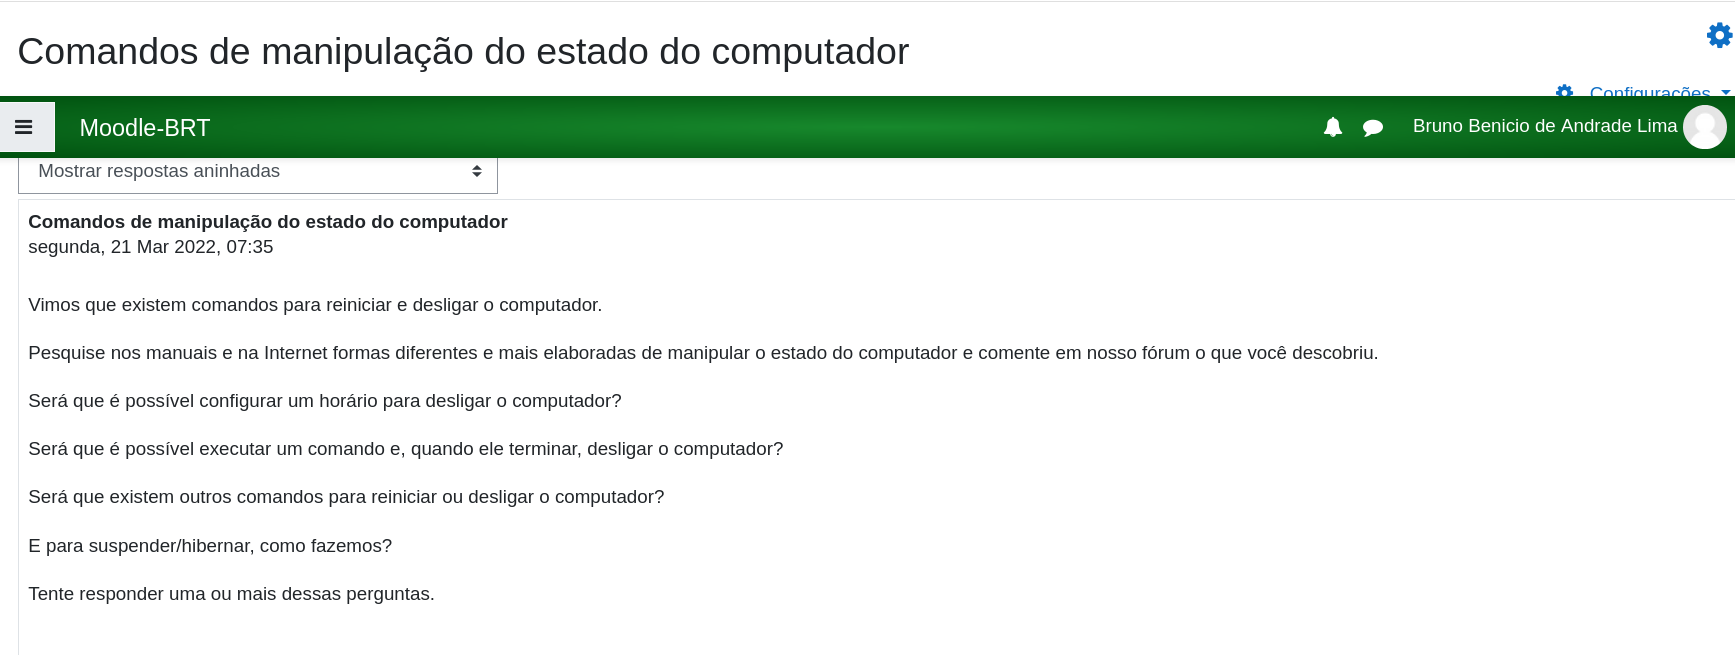 Comandos de manipulação do estado do computador
Configurações
Moodle-BRT
Bruno Benicio de Andrade Lima
Mostrar respostas aninhadas
Comandos de manipulação do estado do computador
segunda, 21 Mar 2022, 07:35
Vimos que existem comandos para reiniciar e desligar o computador.
Pesquise nos manuais e na Internet formas diferentes e mais elaboradas de manipular o estado do computador e comente em nosso fórum o que você descobriu.
Será que é possível configurar um horário para desligar o computador?
Será que é possível executar um comando e, quando ele terminar, desligar o computador?
Será que existem outros comandos para reiniciar ou desligar o computador?
E para suspender/hibernar, como fazemos?
Tente responder uma ou mais dessas perguntas.